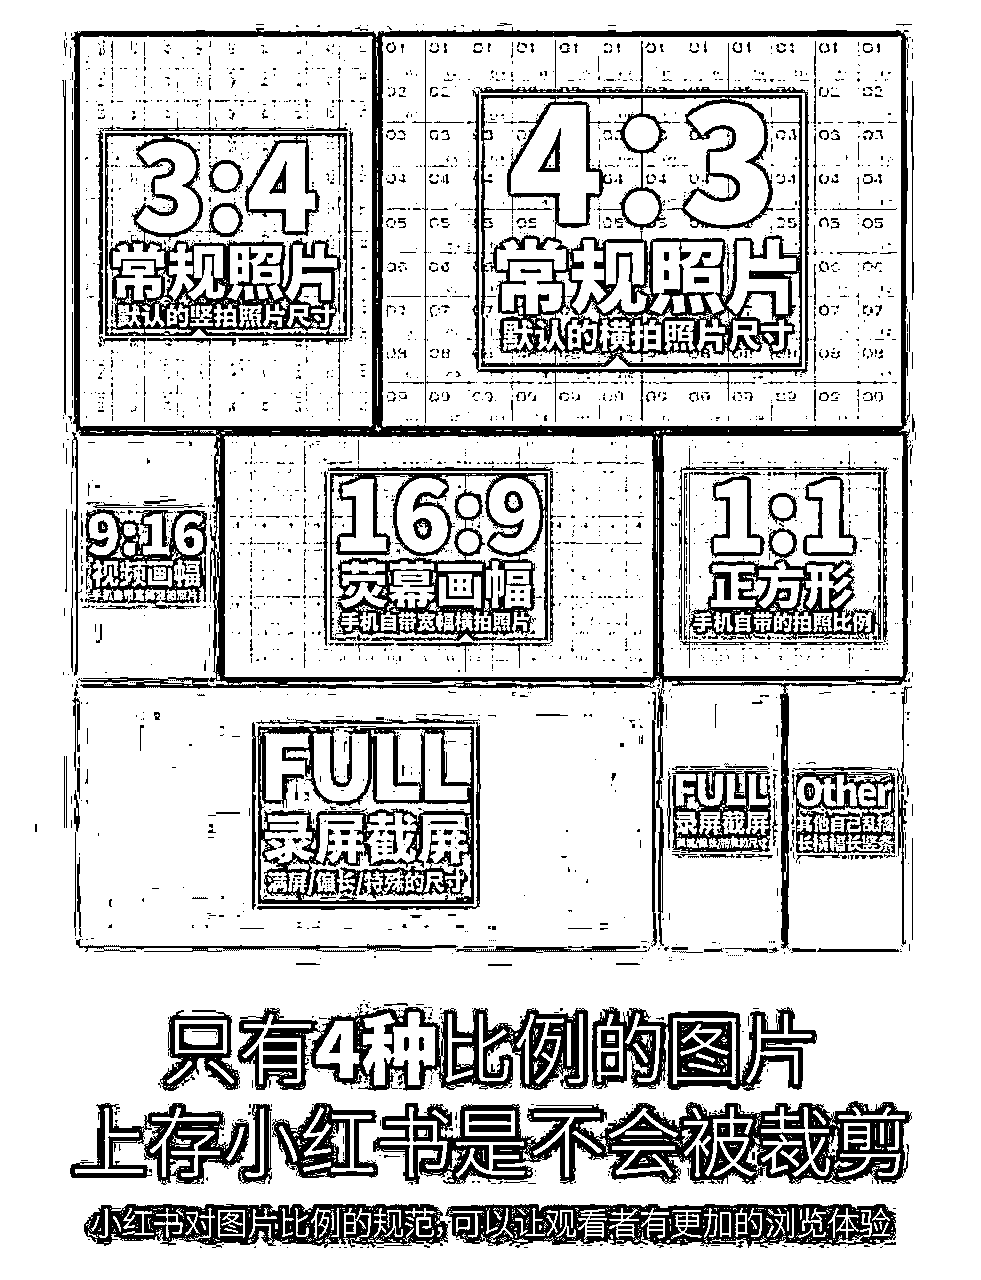 3:4
常规照片
默认的竖拍照片尺寸
4:3
常规照片
默认的横拍照片尺寸
9:16
视频画幅
16:9
荧幕画幅
手机自带宽幅横拍照片
1:1
正方形
手机自带的拍照比例
FULL
录屏截屏
满屏/偏长/特殊的尺寸
FULL
录屏截屏
Other
其他自己乱搞
长横幅长竖条
只有4种比例的图片
上存小红书是不会被裁剪
小红书对图片比例的规范,可以让观看者有更加的浏览体验